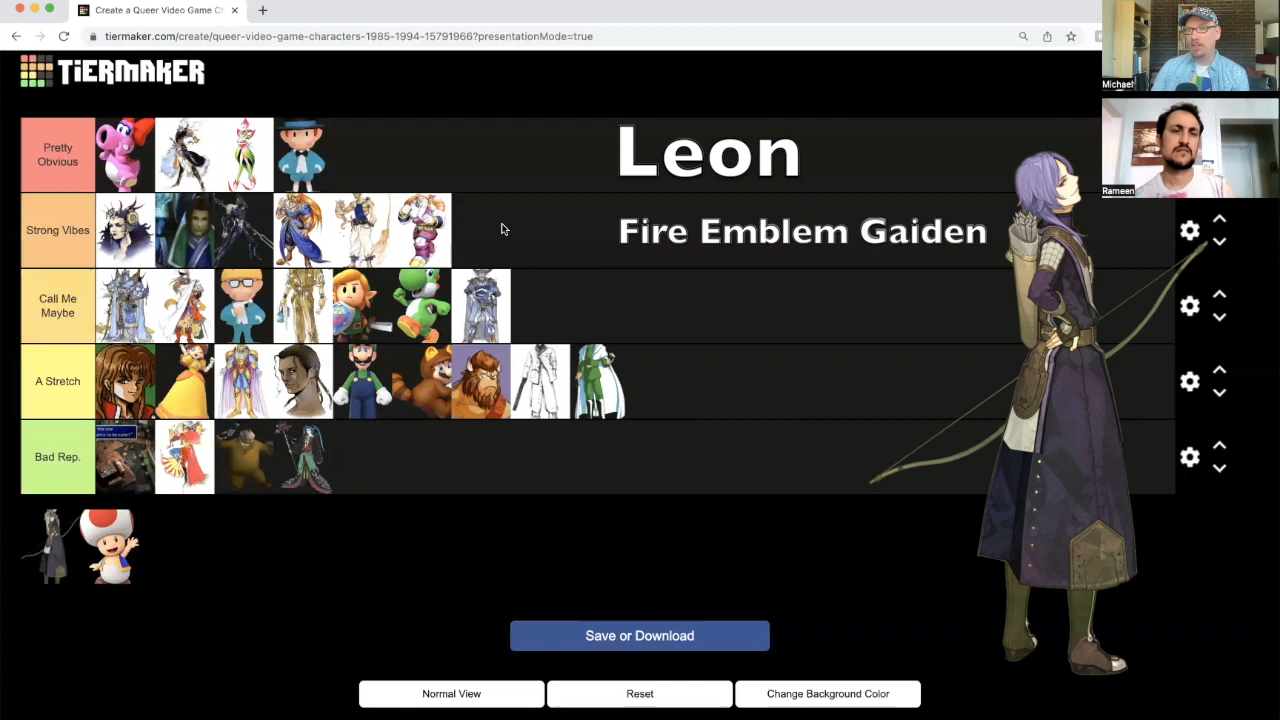 Create a Queer Video Game Ch
tiermaker.com/create/queer-video-game-characters-1985-1994-15791966?presentationMode=true
TiERMAKER
Michael
Rameen
Pretty
Obvious
Leon
Strong Vibes
Fire Emblem Gaiden
Call Me
Maybe
A Stretch
Bad Rep.
Save or Download
Normal View
Reset
Change Background Color